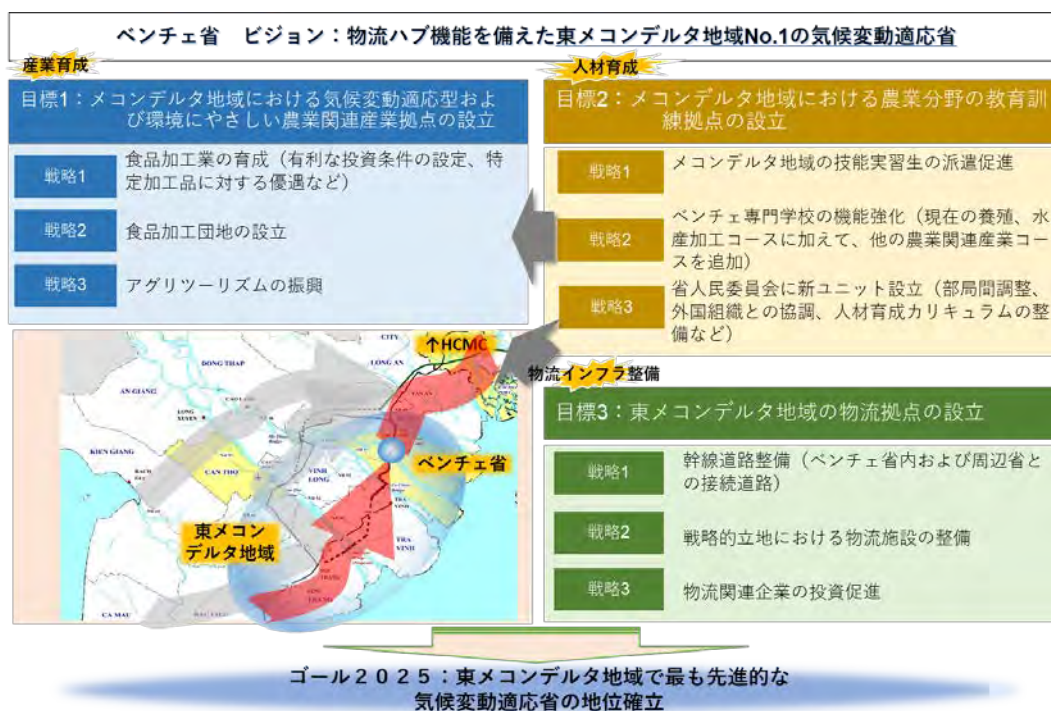 ベンチェ省　ビジョン：物流ハブ機能を備えた東メコンデルタ地域No.1の気候変動適応省
産業育成
目標1：メコンデルタ地域における気候変動適応型およ
び環境にやさしい農業関連産業拠点の設立
戦略1
食品加工業の育成（有利な投資条件の設定、特
定加工品に対する優遇など）
戦略2
食品加工団地の設立
戦略3
アグリツーリズムの振興
人材育成
目標2：メコンデルタ地域における農業分野の教育訓
練拠点の設立
戦略1
メコンデルタ地域の技能実習生の派遣促進
戦略2
ベンチェ専門学校の機能強化（現在の養殖、水
産加工コースに加えて、他の農業関連産業コー
スを追加）
戦略3
省人民委員会に新ユニット設立（部局間調整、
外国組織との協調、人材育成カリキュラムの整
備など）
物流インフラ整備
目標3：東メコンデルタ地域の物流拠点の設立
戦略1
幹線道路整備（ベンチェ省内および周辺省と
の接続道路）
戦略2
戦略的立地における物流施設の整備
戦略3
物流関連企業の投資促進
↑HCMC
CITY
LONG AN
DONG THAP
AN GIANG
LONG XUYEN
KIEN GIANG
CAN THO
VINH
LONG
ベンチェ省
東メコン
デルタ地域
TRA
VINH
CA MAU
ゴール２０２５：東メコンデルタ地域で最も先進的な
気候変動適応省の地位確立